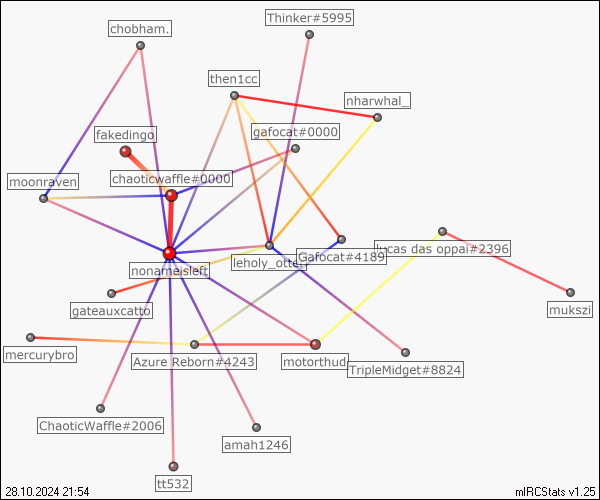 Thinker#5995
chobham.
then1cc
nharwhal_
gafocat#0000
fakedingo
chaoticwaffle#0000
moonraven
lucas das oppai#2396
Gafocat#4189
leholy_otte
nonameisleft
gateauxcatto
mukszi
mercurybro
Azure Reborn#4243
motorthud
TripleMidget#8824
ChaoticWaffle#2006
amah1246
tt532
28.10.2024 21:54
mIRCStats v1.25